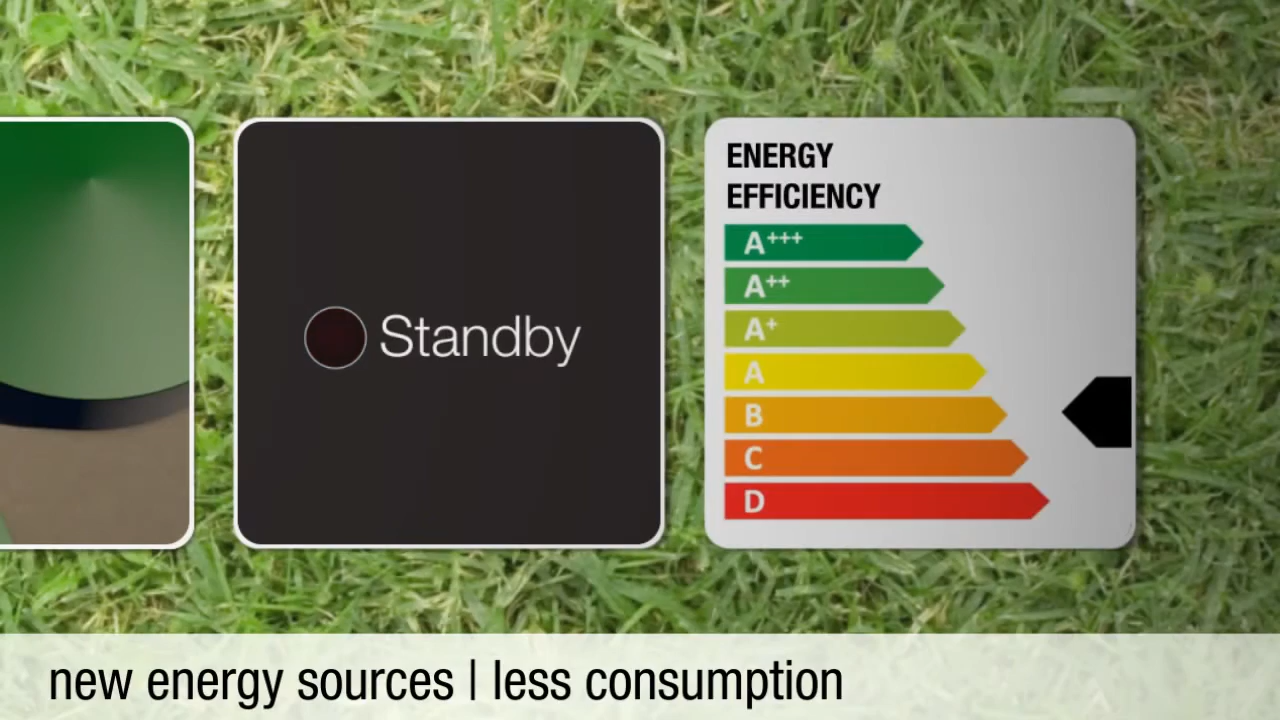 Standby
ENERGY
EFFICIENCY
A+++
A++
A+
A
B
C
D
new energy sources | less consumption